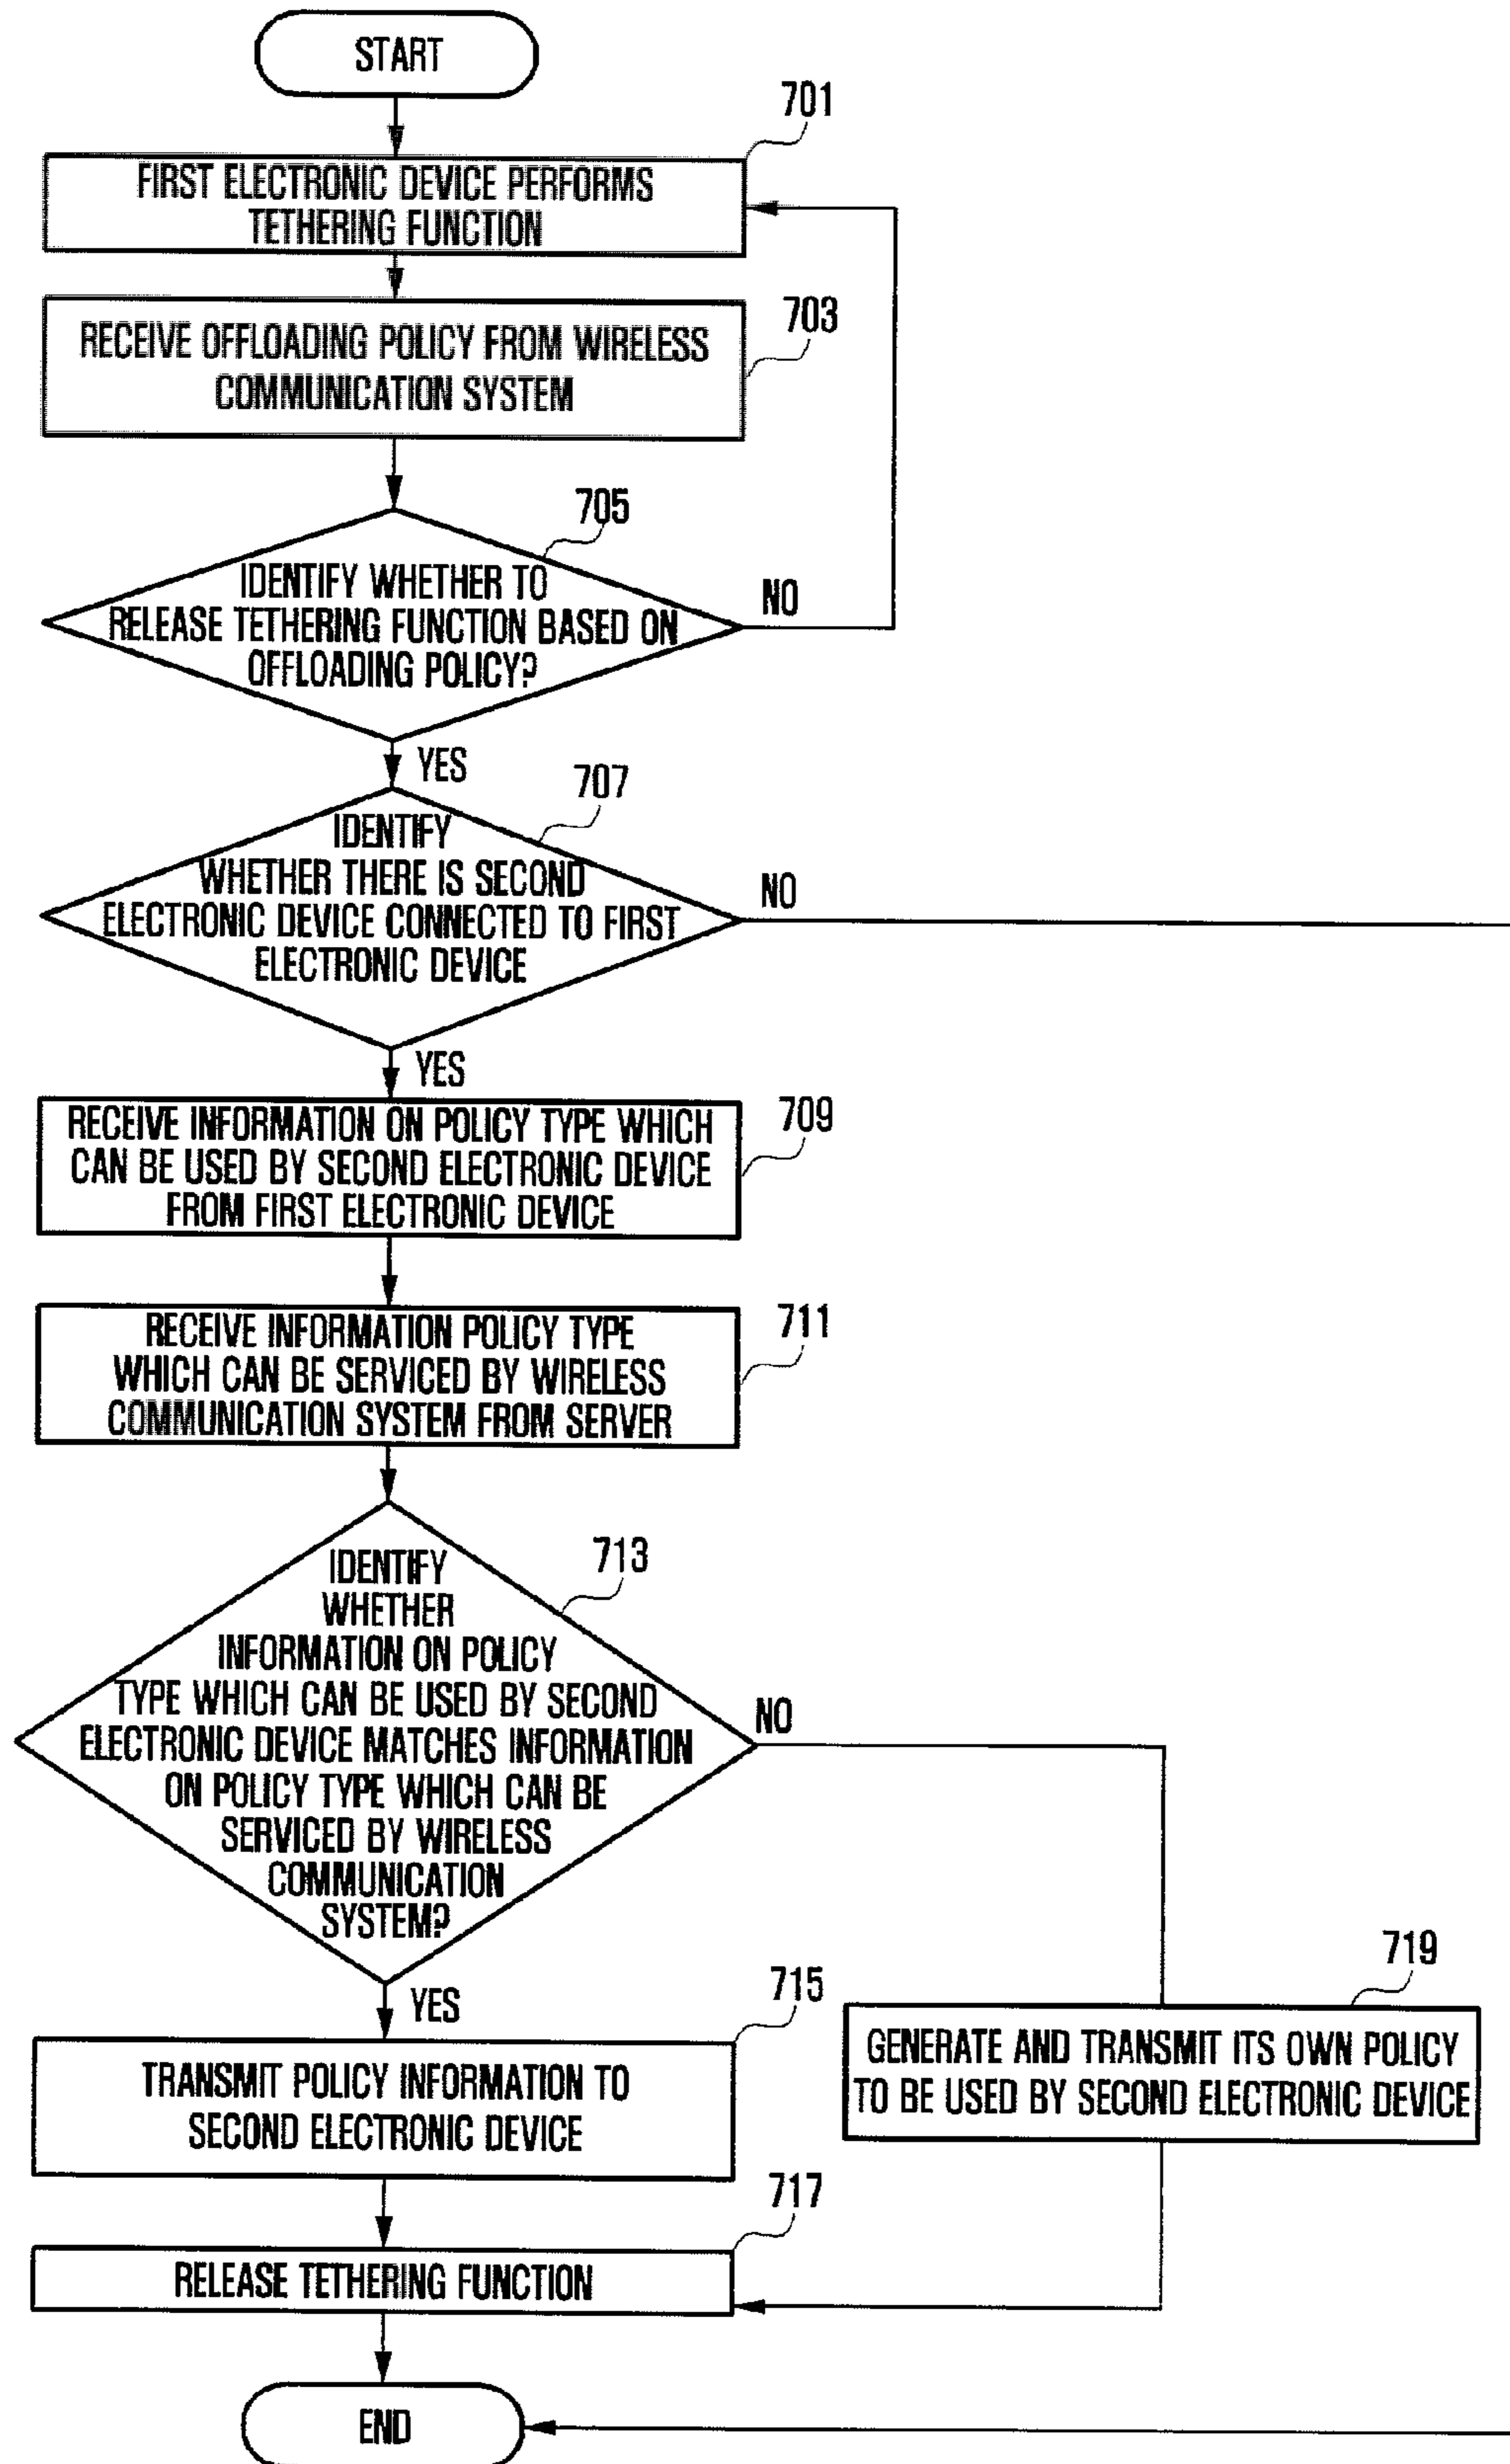 START
701
FIRST ELECTRONIC DEVICE PERFORMS
TETHERING FUNCTION
703
RECEIVE OFFLOADING POLICY FROM WIRELESS
COMMUNICATION SYSTEM
705
IDENTIFY WHETHER TO
RELEASE TETHERING FUNCTION BASED ON
OFFLOADING POLICY?
NO
YES
707
IDENTIFY
WHETHER THERE IS SECOND
ELECTRONIC DEVICE CONNECTED TO FIRST
ELECTRONIC DEVICE
NO
YES
709
RECEIVE INFORMATION ON POLICY TYPE WHICH
CAN BE USED BY SECOND ELECTRONIC DEVICE
FROM FIRST ELECTRONIC DEVICE
711
RECEIVE INFORMATION POLICY TYPE
WHICH CAN BE SERVICED BY WIRELESS
COMMUNICATION SYSTEM FROM SERVER
713
IDENTIFY
WHETHER
INFORMATION ON POLICY
TYPE WHICH CAN BE USED BY SECOND
ELECTRONIC DEVICE MATCHES INFORMATION
ON POLICY TYPE WHICH CAN BE
SERVICED BY WIRELESS
COMMUNICATION
SYSTEM?
NO
YES
715
TRANSMIT POLICY INFORMATION TO
SECOND ELECTRONIC DEVICE
719
GENERATE AND TRANSMIT ITS OWN POLICY
TO BE USED BY SECOND ELECTRONIC DEVICE
717
RELEASE TETHERING FUNCTION
END